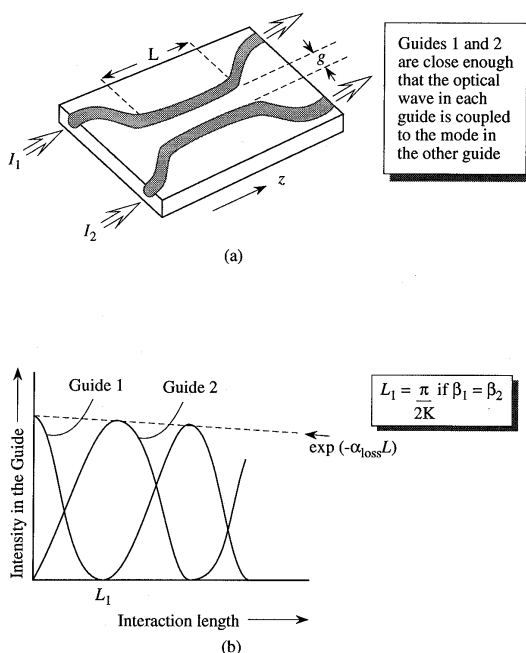 L
g
I₁
I₂
z
(a)
Guides 1 and 2
are close enough
that the optical
wave in each
guide is coupled
to the mode in
the other guide
Guide 1
Guide 2
L₁ = π/2K if β₁ = β₂
exp (-α_loss L)
Intensity in the Guide
L₁
Interaction length
(b)